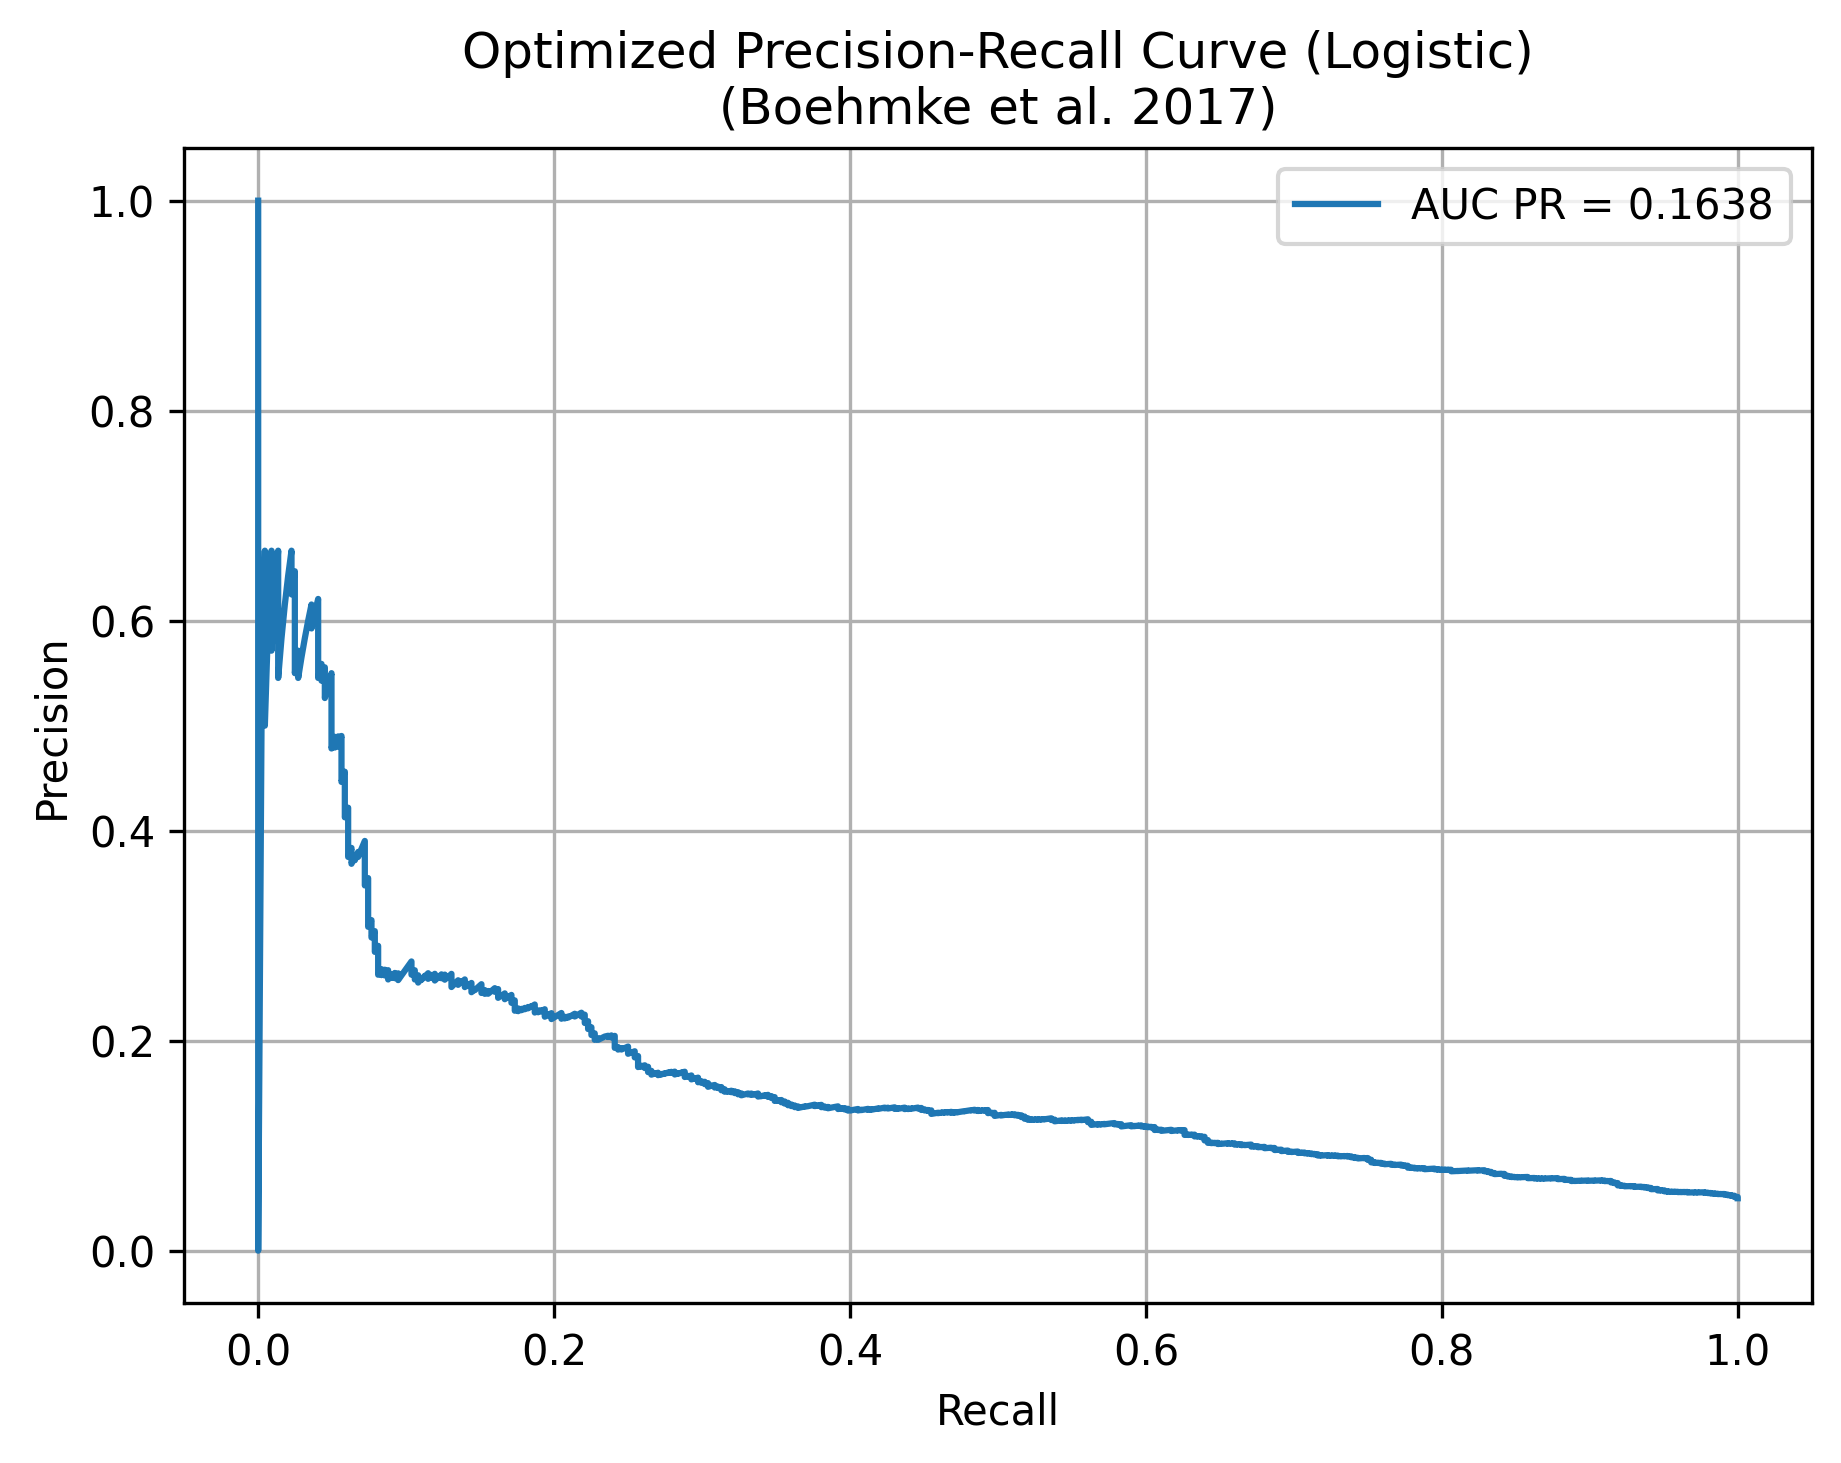 Optimized Precision-Recall Curve (Logistic)
(Boehmke et al. 2017)
AUC PR = 0.1638
Precision
1.0
0.8
0.6
0.4
0.2
0.0
0.0 0.2 0.4 0.6 0.8 1.0
Recall